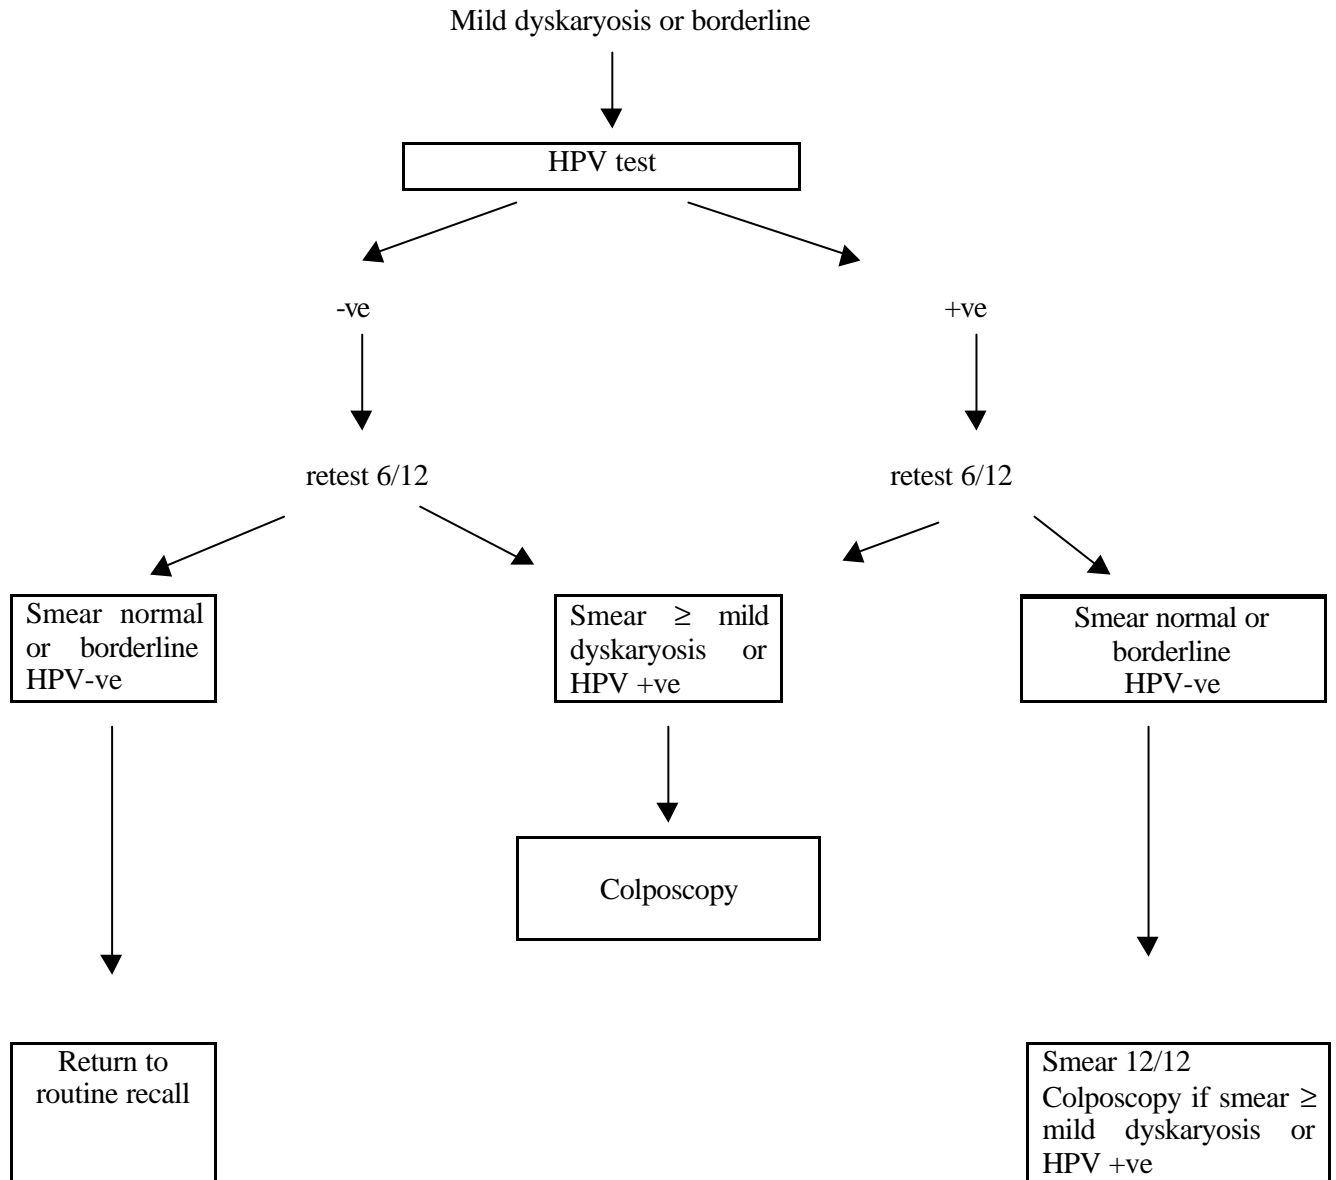 Mild dyskaryosis or borderline
HPV test
-ve
+ve
retest 6/12
retest 6/12
Smear normal
or borderline
HPV-ve
Smear ≥ mild
dyskaryosis or
HPV +ve
Smear normal or
borderline
HPV-ve
Colposcopy
Return to
routine recall
Smear 12/12
Colposcopy if smear ≥
mild dyskaryosis or
HPV +ve